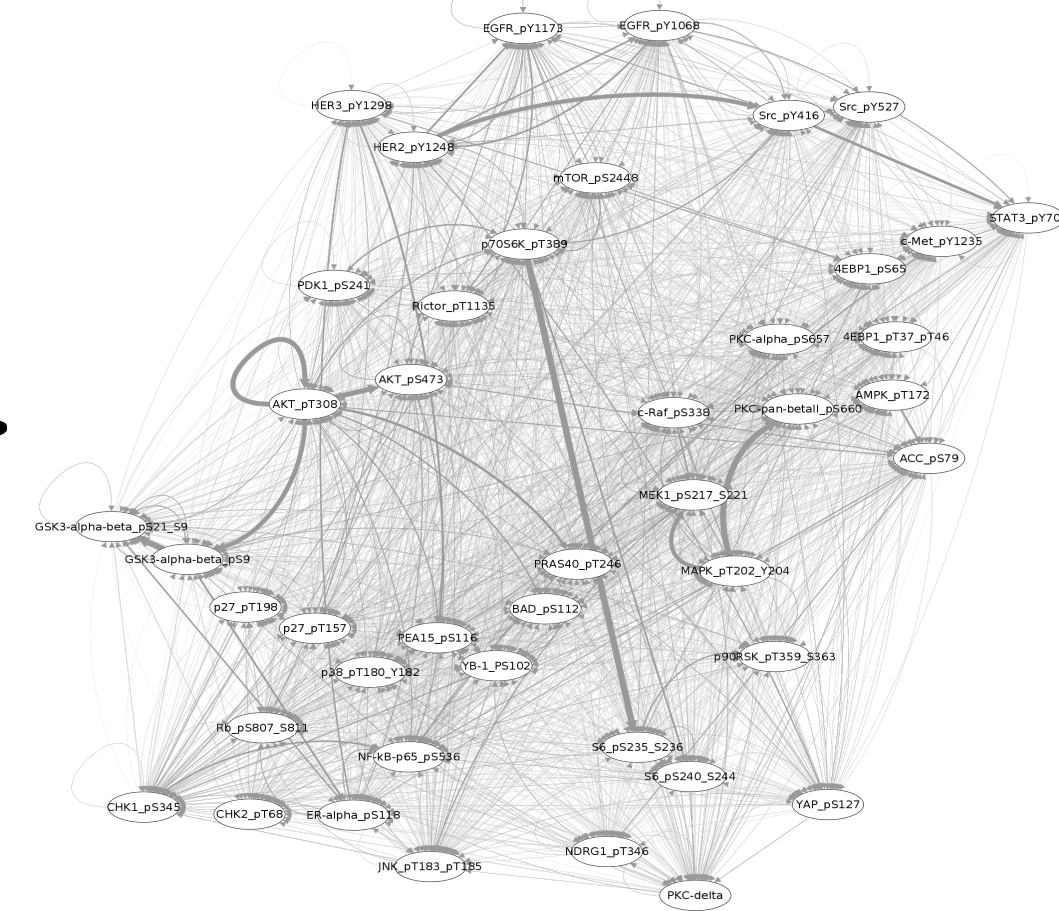 EGFR_pY1173
EGFR_pY1068
HER3_pY1298
Src_pY527
Src_pY416
HER2_pY1248
mTOR_pS2448
STAT3_pY70
c-Met_pY1235
p70S6K_pT389
4EBP1_pS65
PDK1_pS241
Rictor_pT1135
PKC-alpha_pS657
4EBP1_pT37_pT46
AKT_pS473
AMPK_pT172
AKT_pT308
c-Raf_pS338
PKC-pan-betaII_pS660
ACC_pS79
MEK1_pS217_S221
GSK3-alpha-beta_pS21_S9
GSK3-alpha-beta_pS9
PRAS40_pT246
MAPK_pT202_Y204
p27_pT198
BAD_pS112
p27_pT157
PEA15_pS116
p90RSK_pT359_S363
YB-1_PS102
p38_pT180_Y182
Rb_pS807_S811
S6_pS235_S236
NF-kB-p65_pS536
S6_pS240_S244
CHK1_pS345
YAP_pS127
CHK2_pT68
ER-alpha_pS118
NDRG1_pT346
JNK_pT183_pT185
PKC-delta